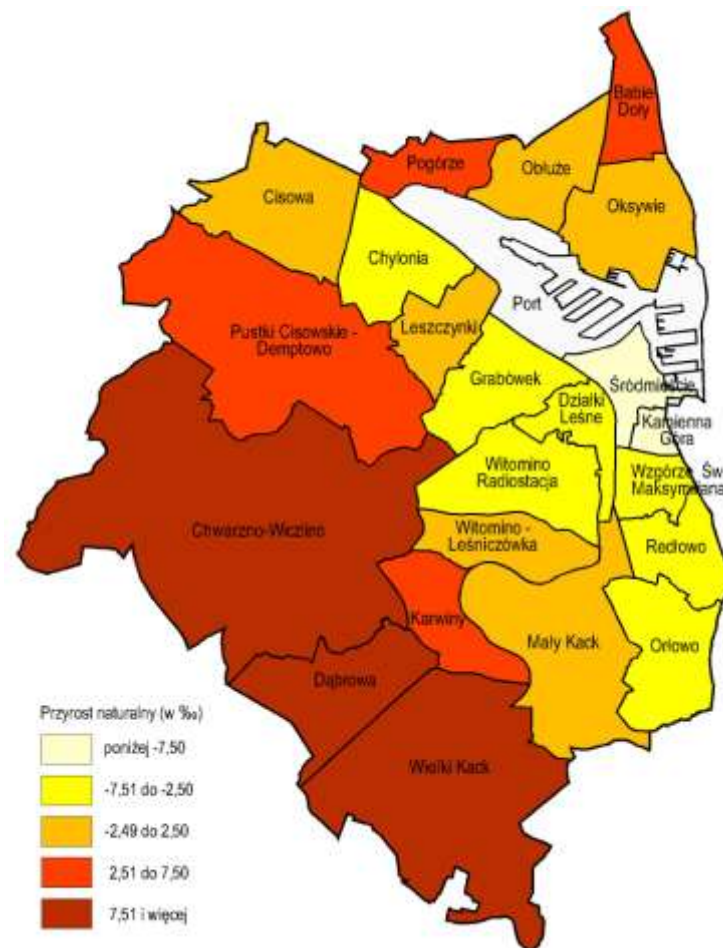 Babie
Doły
Pogórze
Obłuże
Cisowa
Oksywie
Chylonia
Port
Leszczynki
Pustki Cisowskie -
Demptowo
Grabówek
Śródmieście
Działki
Leśne
Kamienna
Góra
Witomino
Radiostacja
Wzgórze Św
Maksymiliana
Chwarzno-Wiczlino
Witomino -
Leśniczówka
Redłowo
Karwiny
Mały Kack
Orłowo
Dąbrowa
Wielki Kack
Przyrost naturalny (w ‰)
poniżej -7,50
-7,51 do -2,50
-2,49 do 2,50
2,51 do 7,50
7,51 i więcej